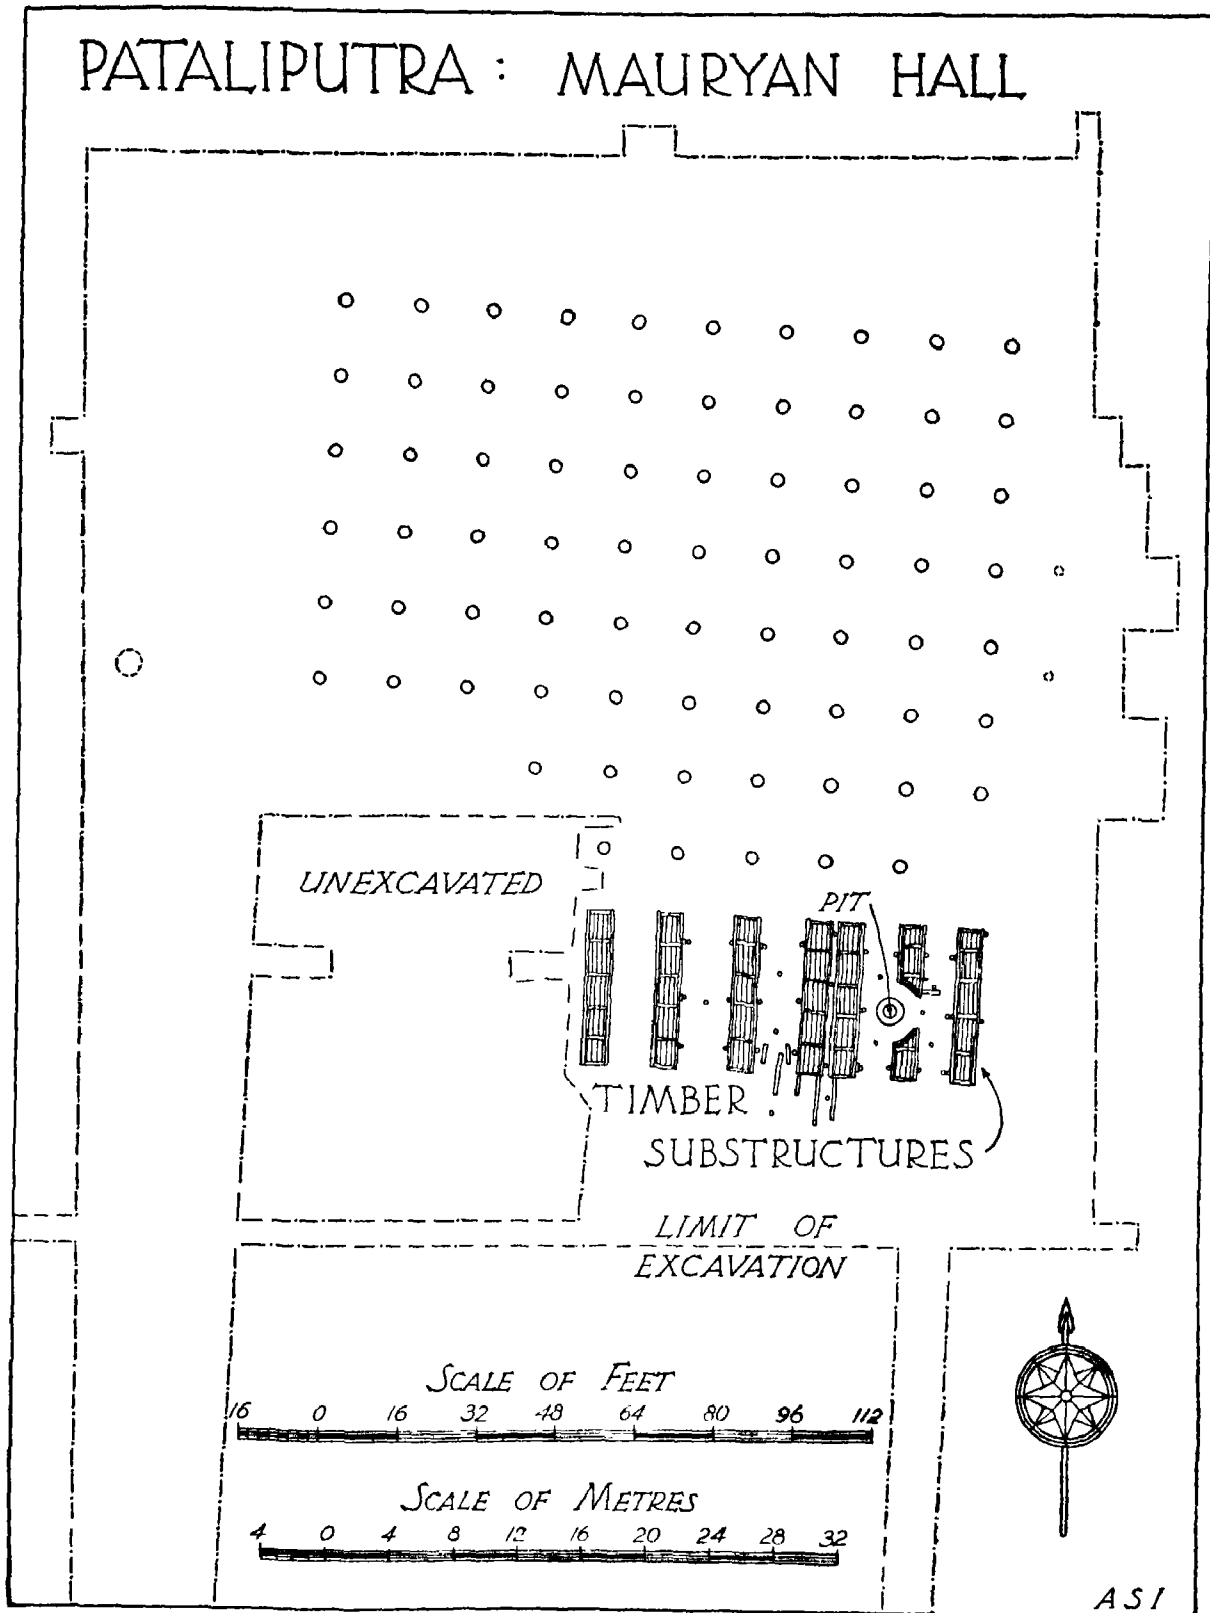 PATALIPUTRA : MAURYAN HALL
UNEXCAVATED
PIT
TIMBER
SUBSTRUCTURES
LIMIT OF
EXCAVATION
SCALE OF FEET
16 0 16 32 48 64 80 96 112
SCALE OF METRES
4 0 4 8 12 16 20 24 28 32
ASI